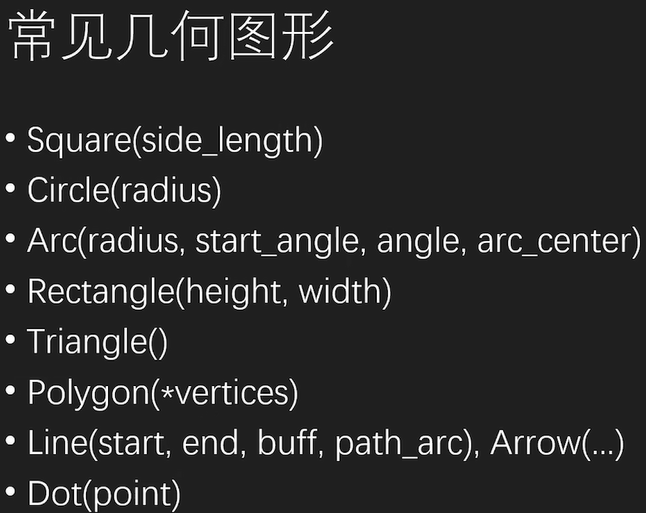 常见几何图形
• Square(side_length)
• Circle(radius)
• Arc(radius, start_angle, angle, arc_center)
• Rectangle(height, width)
• Triangle()
• Polygon(*vertices)
• Line(start, end, buff, path_arc), Arrow(...)
• Dot(point)